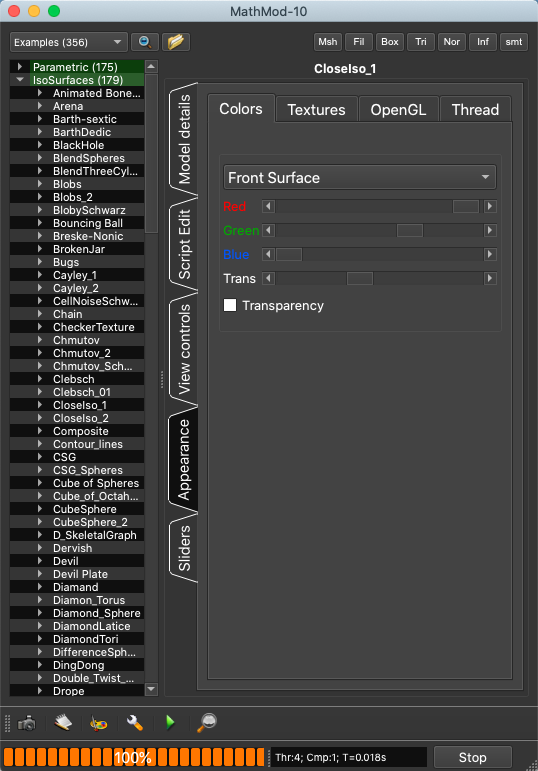 MathMod-10
Examples (356)
Msh
Fil
Box
Tri
Nor
Inf
smt
Parametric (175)
IsoSurfaces (179)
Animated Bone...
Arena
Barth-sextic
BarthDedic
BlackHole
BlendSpheres
BlendThreeCyl...
Blobs
Blobs_2
BlobySchwarz
Bouncing Ball
Breske-Nonic
BrokenJar
Bugs
Cayley_1
Cayley_2
CellNoiseSchw...
Chain
CheckerTexture
Chmutov
Chmutov_2
Chmutov_Sch...
Clebsch
Clebsch_01
CloseIso_1
CloseIso_2
Composite
Contour_lines
CSG
CSG_Spheres
Cube of Spheres
Cube_of_Octah...
CubeSphere
CubeSphere_2
D_SkeletalGraph
Dervish
Devil
Devil Plate
Diamand
Diamon_Torus
Diamond_Sphere
DiamondLatice
DiamondTori
DifferenceSph...
DingDong
Double_Twist_...
Drope
CloseIso_1
Model details
Script Edit
View controls
Appearance
Sliders
Colors
Textures
OpenGL
Thread
Front Surface
Red
Green
Blue
Trans
Transparency
100%
Thr:4; Cmp:1; T=0.018s
Stop